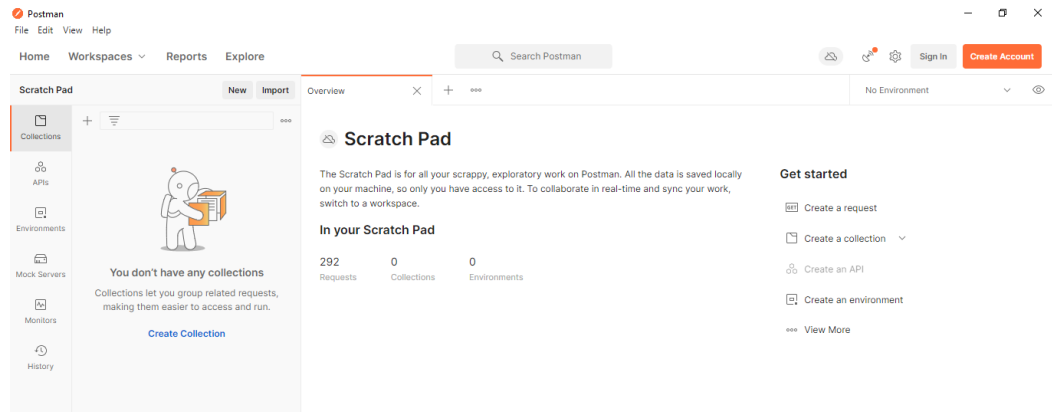 Postman
File Edit View Help
Home Workspaces Reports Explore Search Postman Sign In Create Account
Scratch Pad New Import Overview No Environment
Collections
APIs
Environments
Mock Servers
Monitors
History
You don't have any collections
Collections let you group related requests,
making them easier to access and run.
Create Collection
Scratch Pad
The Scratch Pad is for all your scrappy, exploratory work on Postman. All the data is saved locally
on your machine, so only you have access to it. To collaborate in real-time and sync your work,
switch to a workspace.
In your Scratch Pad
292 0 0
Requests Collections Environments
Get started
GET Create a request
Create a collection
Create an API
Create an environment
View More